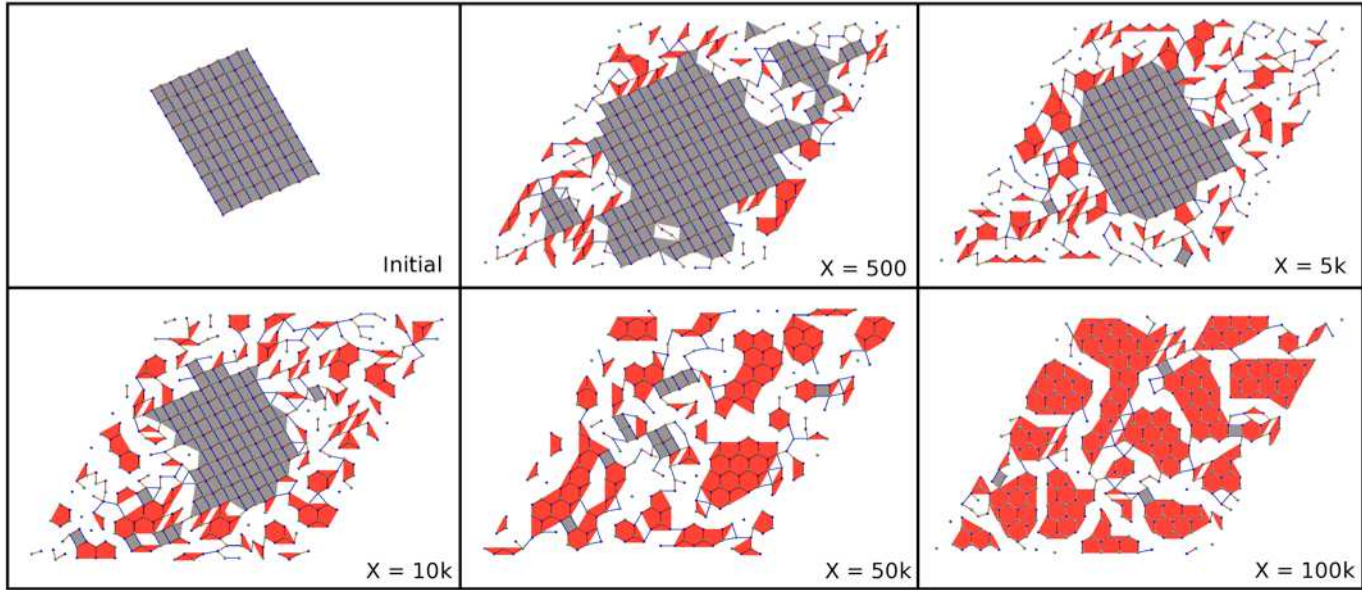 Initial
X = 500
X = 5k
X = 10k
X = 50k
X = 100k